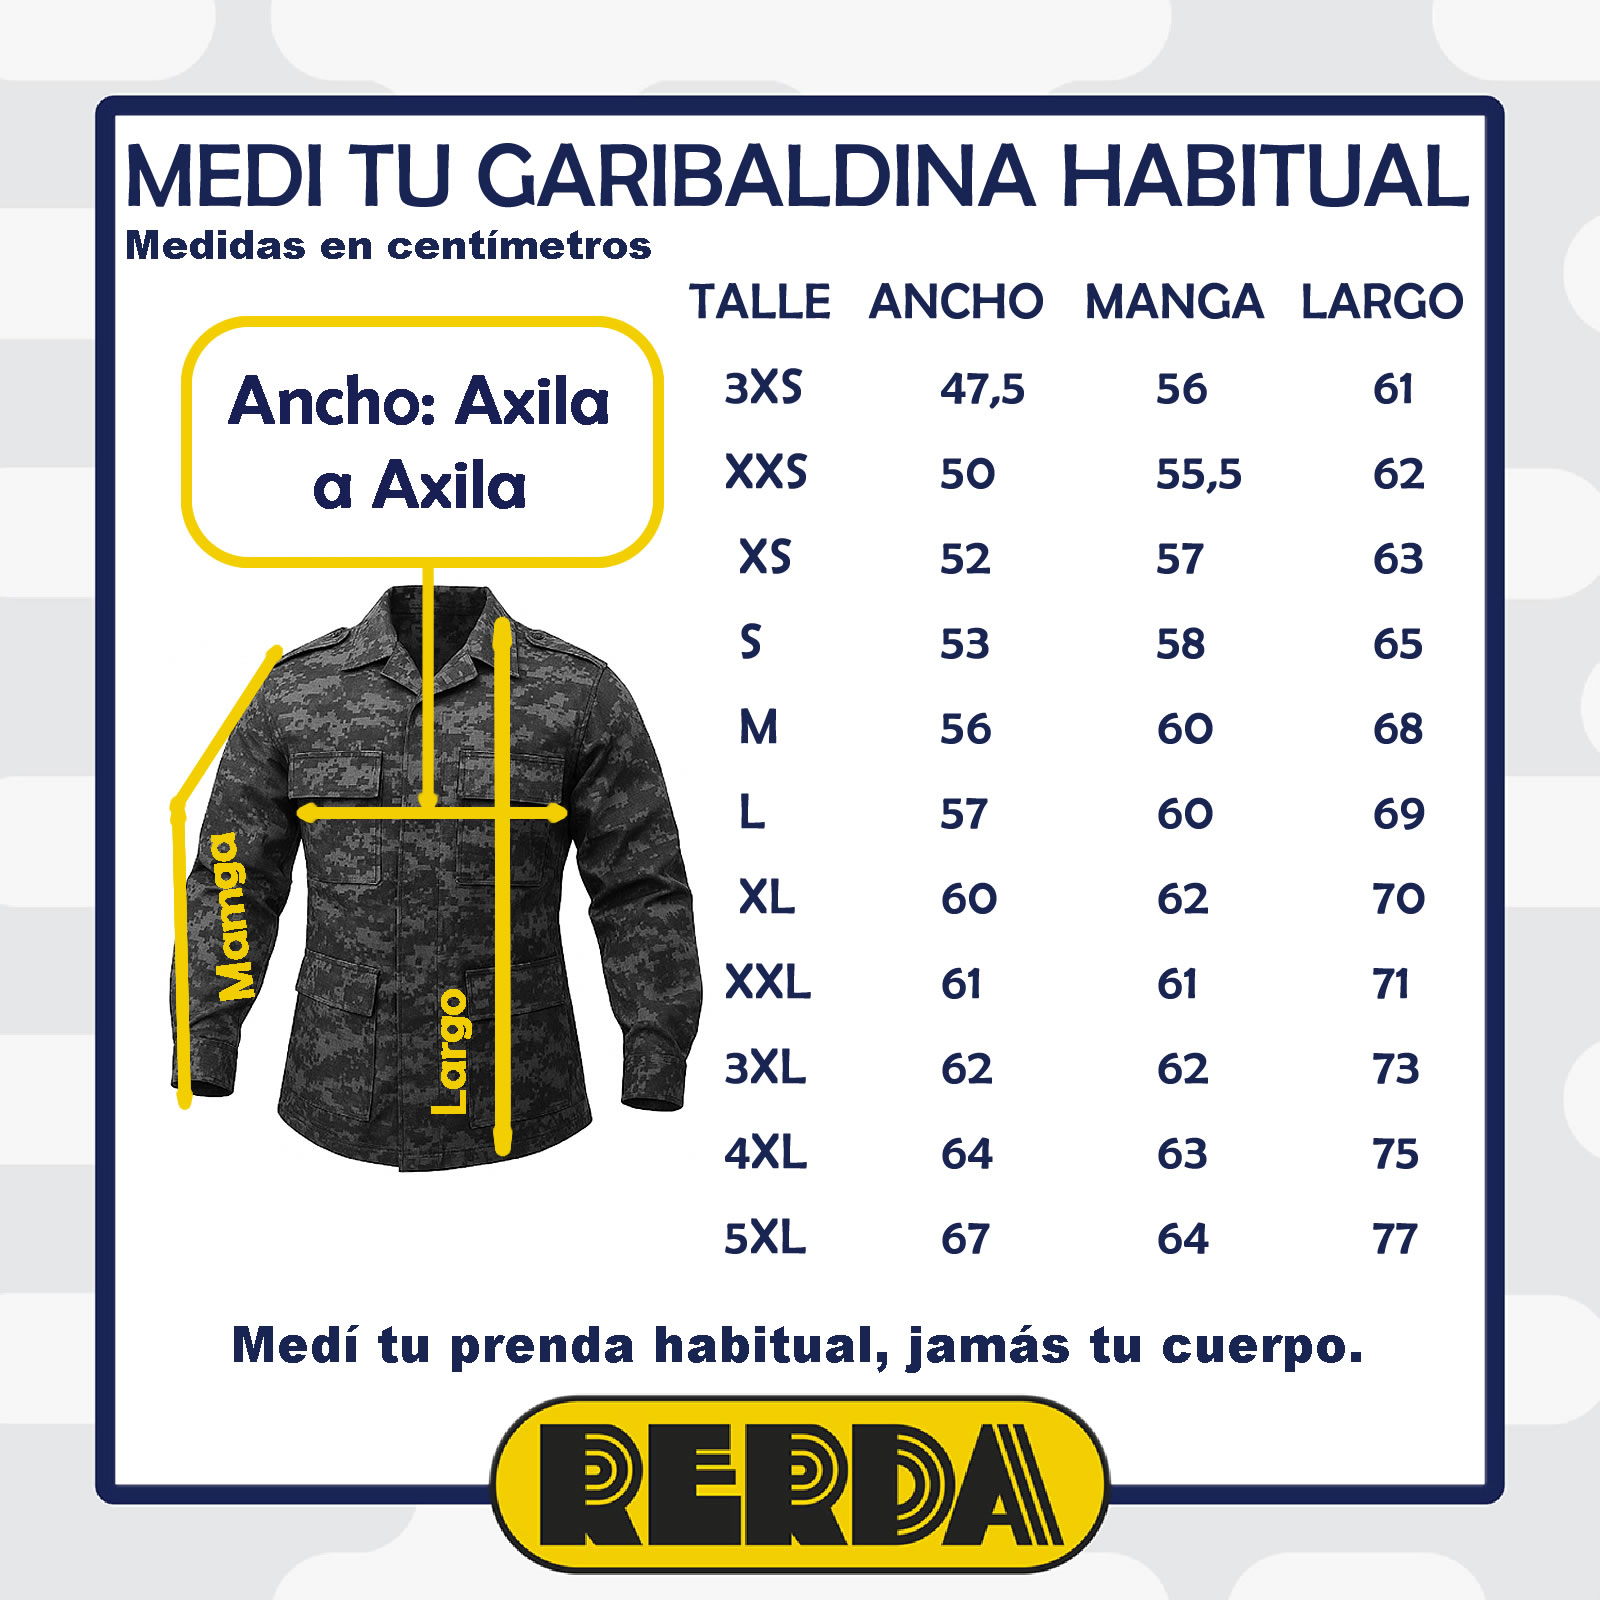 MEDI TU GARIBALDINA HABITUAL
Medidas en centímetros
TALLE ANCHO MANGA LARGO
3XS 47,5 56 61
XXS 50 55,5 62
XS 52 57 63
S 53 58 65
M 56 60 68
L 57 60 69
XL 60 62 70
XXL 61 61 71
3XL 62 62 73
4XL 64 63 75
5XL 67 64 77
Ancho: Axila
a Axila
Mamga
Largo
Medí tu prenda habitual, jamás tu cuerpo.
RERDA